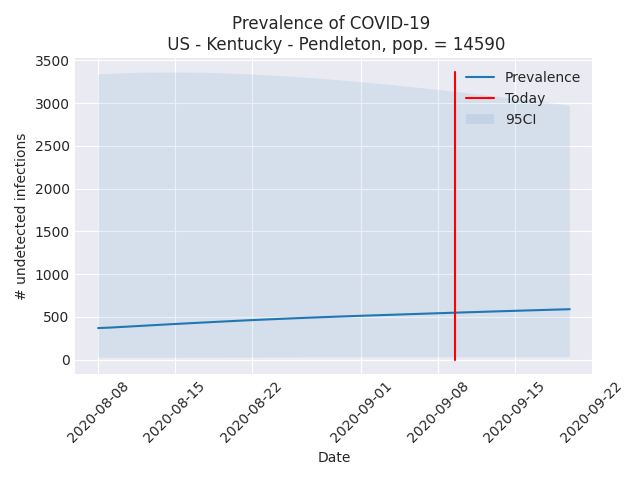 Prevalence of COVID-19
US - Kentucky - Pendleton, pop. = 14590
3500
3000
2500
2000
1500
1000
500
0
# undetected infections
Prevalence
Today
95CI
2020-08-08
2020-08-15
2020-08-22
2020-09-01
2020-09-08
2020-09-15
2020-09-22
Date